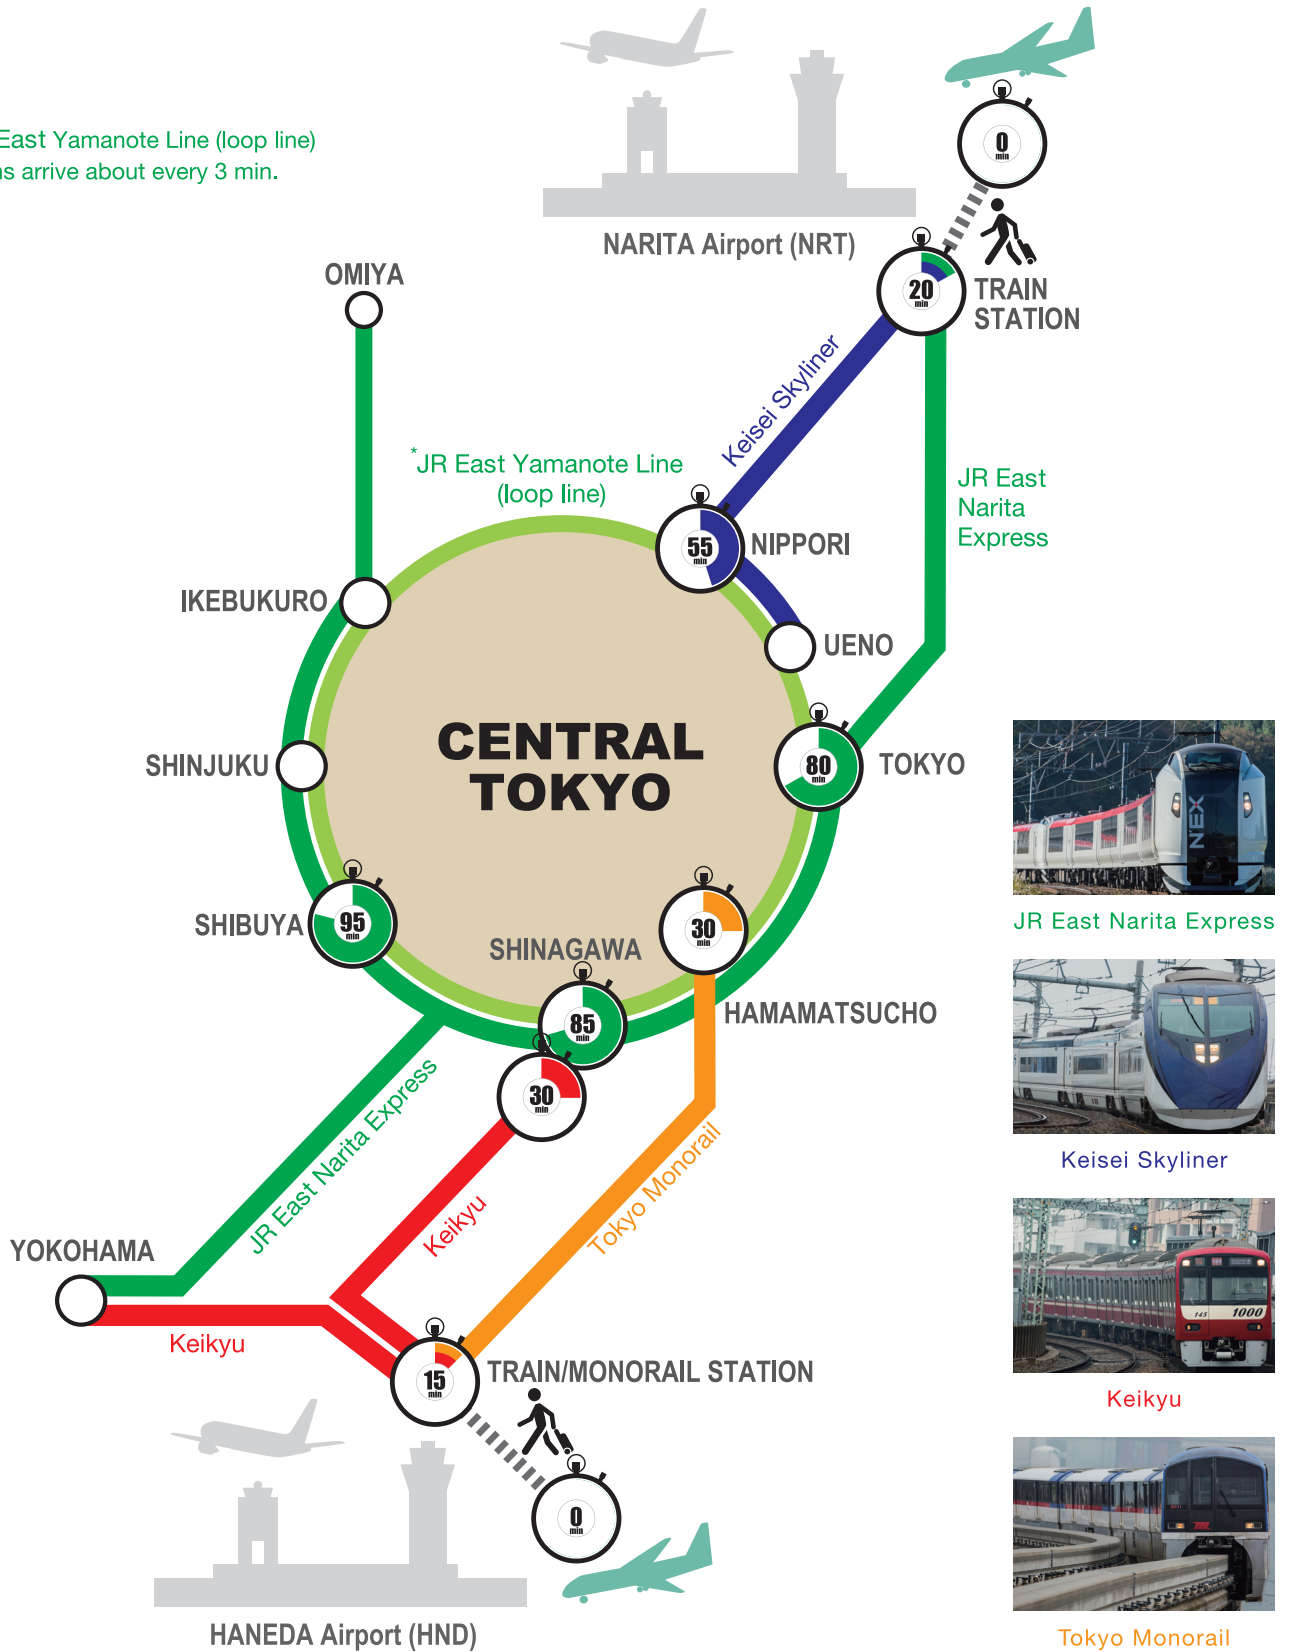 East Yamanote Line (loop line)
ns arrive about every 3 min.
0
min
NARITA Airport (NRT)
OMIYA
20
min
TRAIN
STATION
Keisei Skyliner
*JR East Yamanote Line
(loop line)
JR East
Narita
Express
55
min
NIPPORI
IKEBUKURO
UENO
CENTRAL
TOKYO
SHINJUKU
80
min
TOKYO
N'EX
JR East Narita Express
SHIBUYA
95
min
SHINAGAWA
30
min
HAMAMATSUCHO
85
min
30
min
JR East Narita Express
Keikyu
Tokyo Monorail
Keisei Skyliner
YOKOHAMA
Keikyu
145
1000
15
min
TRAIN/MONORAIL STATION
Keikyu
0
min
HANEDA Airport (HND)
Tokyo Monorail